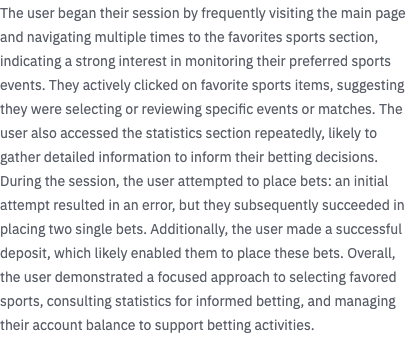 The user began their session by frequently visiting the main page
and navigating multiple times to the favorites sports section,
indicating a strong interest in monitoring their preferred sports
events. They actively clicked on favorite sports items, suggesting
they were selecting or reviewing specific events or matches. The
user also accessed the statistics section repeatedly, likely to
gather detailed information to inform their betting decisions.
During the session, the user attempted to place bets: an initial
attempt resulted in an error, but they subsequently succeeded in
placing two single bets. Additionally, the user made a successful
deposit, which likely enabled them to place these bets. Overall,
the user demonstrated a focused approach to selecting favored
sports, consulting statistics for informed betting, and managing
their account balance to support betting activities.